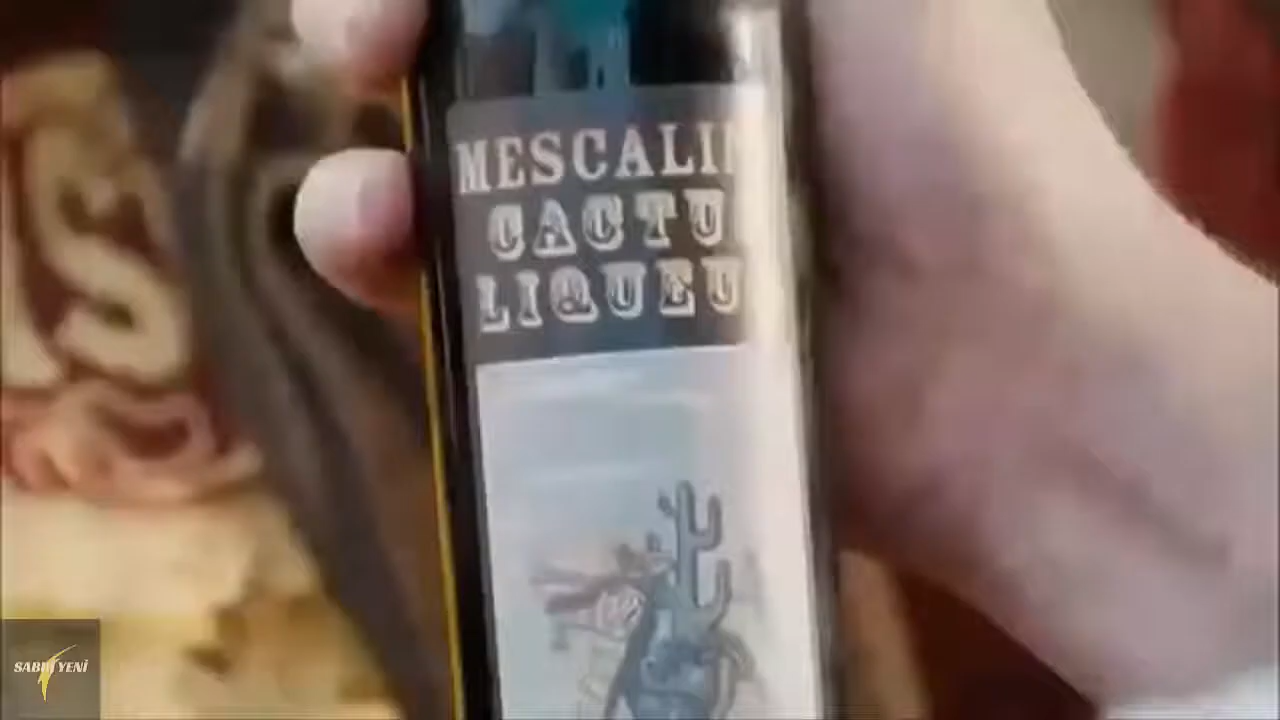 MESCALI
CACTU
LIQUEU
S
SABRİ YENİ